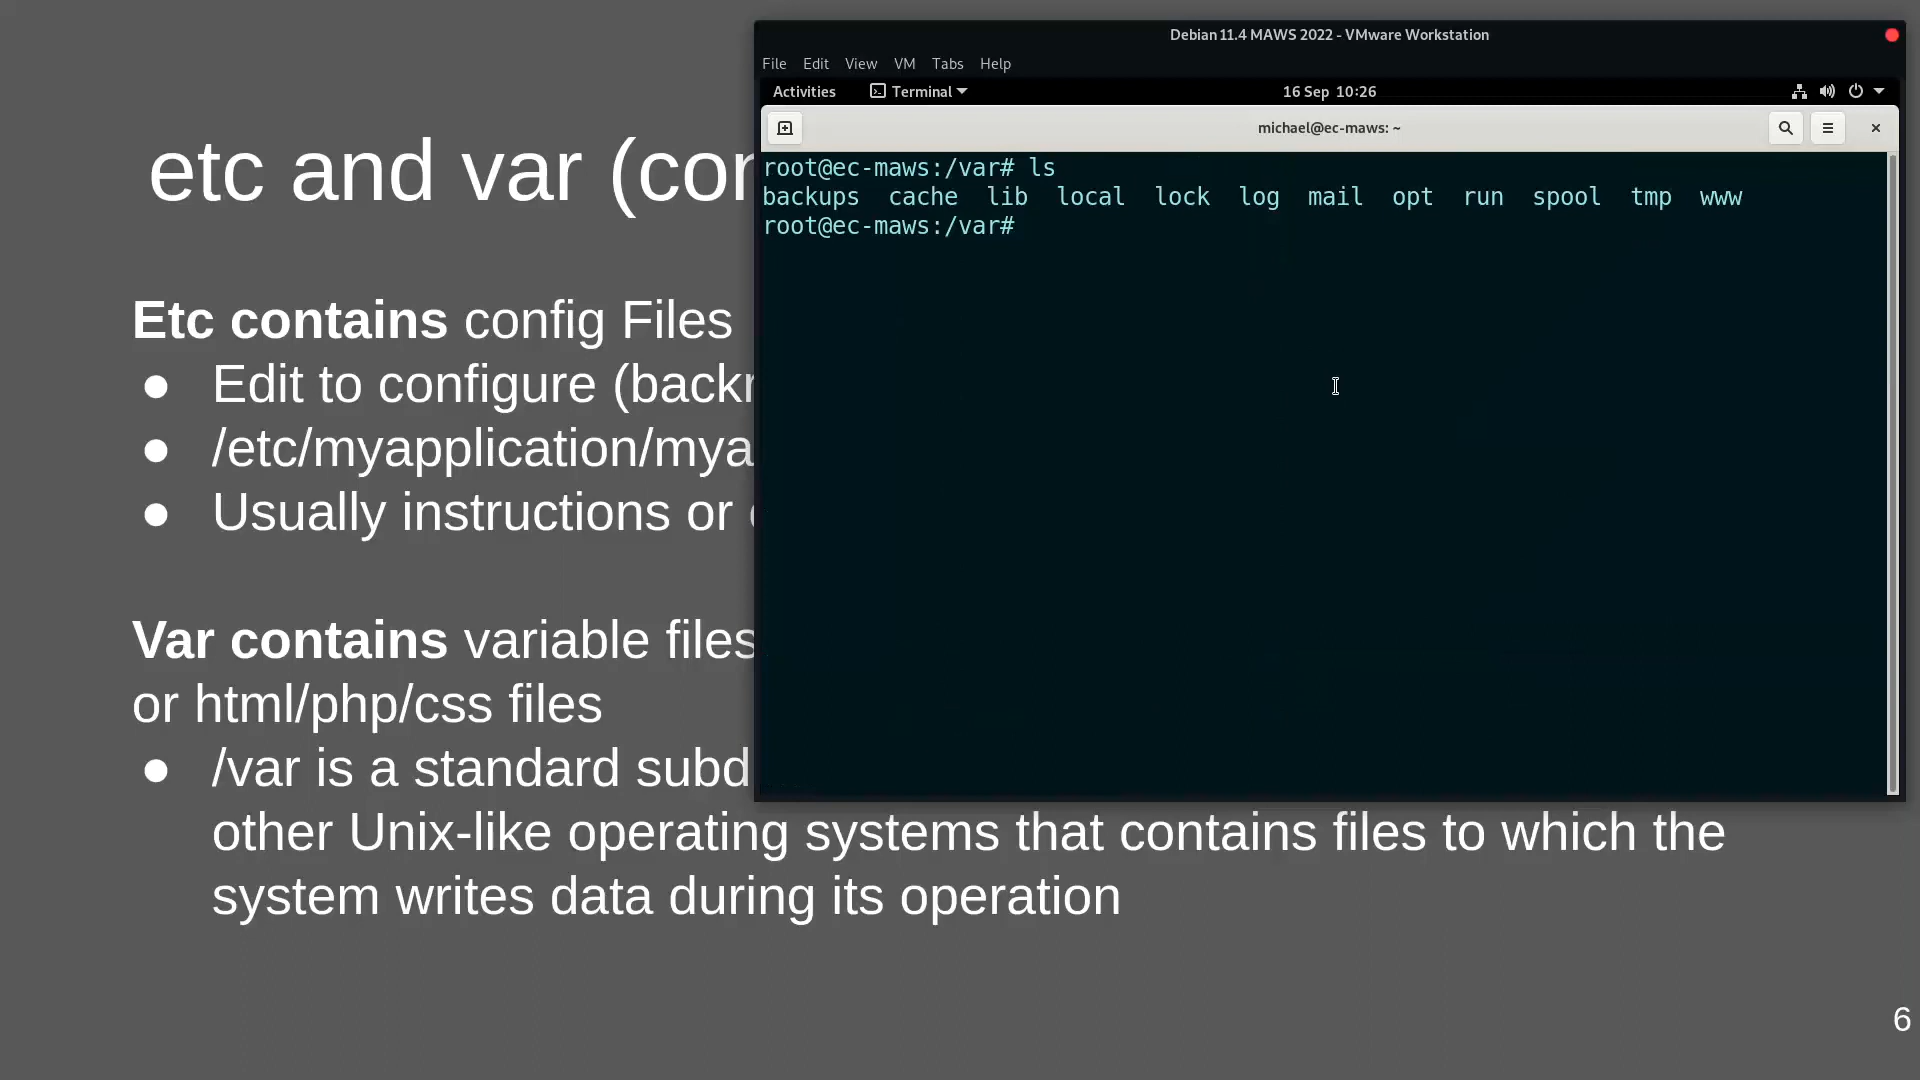 etc and var (con
Etc contains config Files
● Edit to configure (back
● /etc/myapplication/mya
● Usually instructions or
Var contains variable files
or html/php/css files
● /var is a standard subd
other Unix-like operating systems that contains files to which the
system writes data during its operation
6
Debian 11.4 MAWS 2022 - VMware Workstation
File Edit View VM Tabs Help
Activities Terminal 16 Sep 10:26
michael@ec-maws: ~
root@ec-maws:/var# ls
backups cache lib local lock log mail opt run spool tmp www
root@ec-maws:/var#